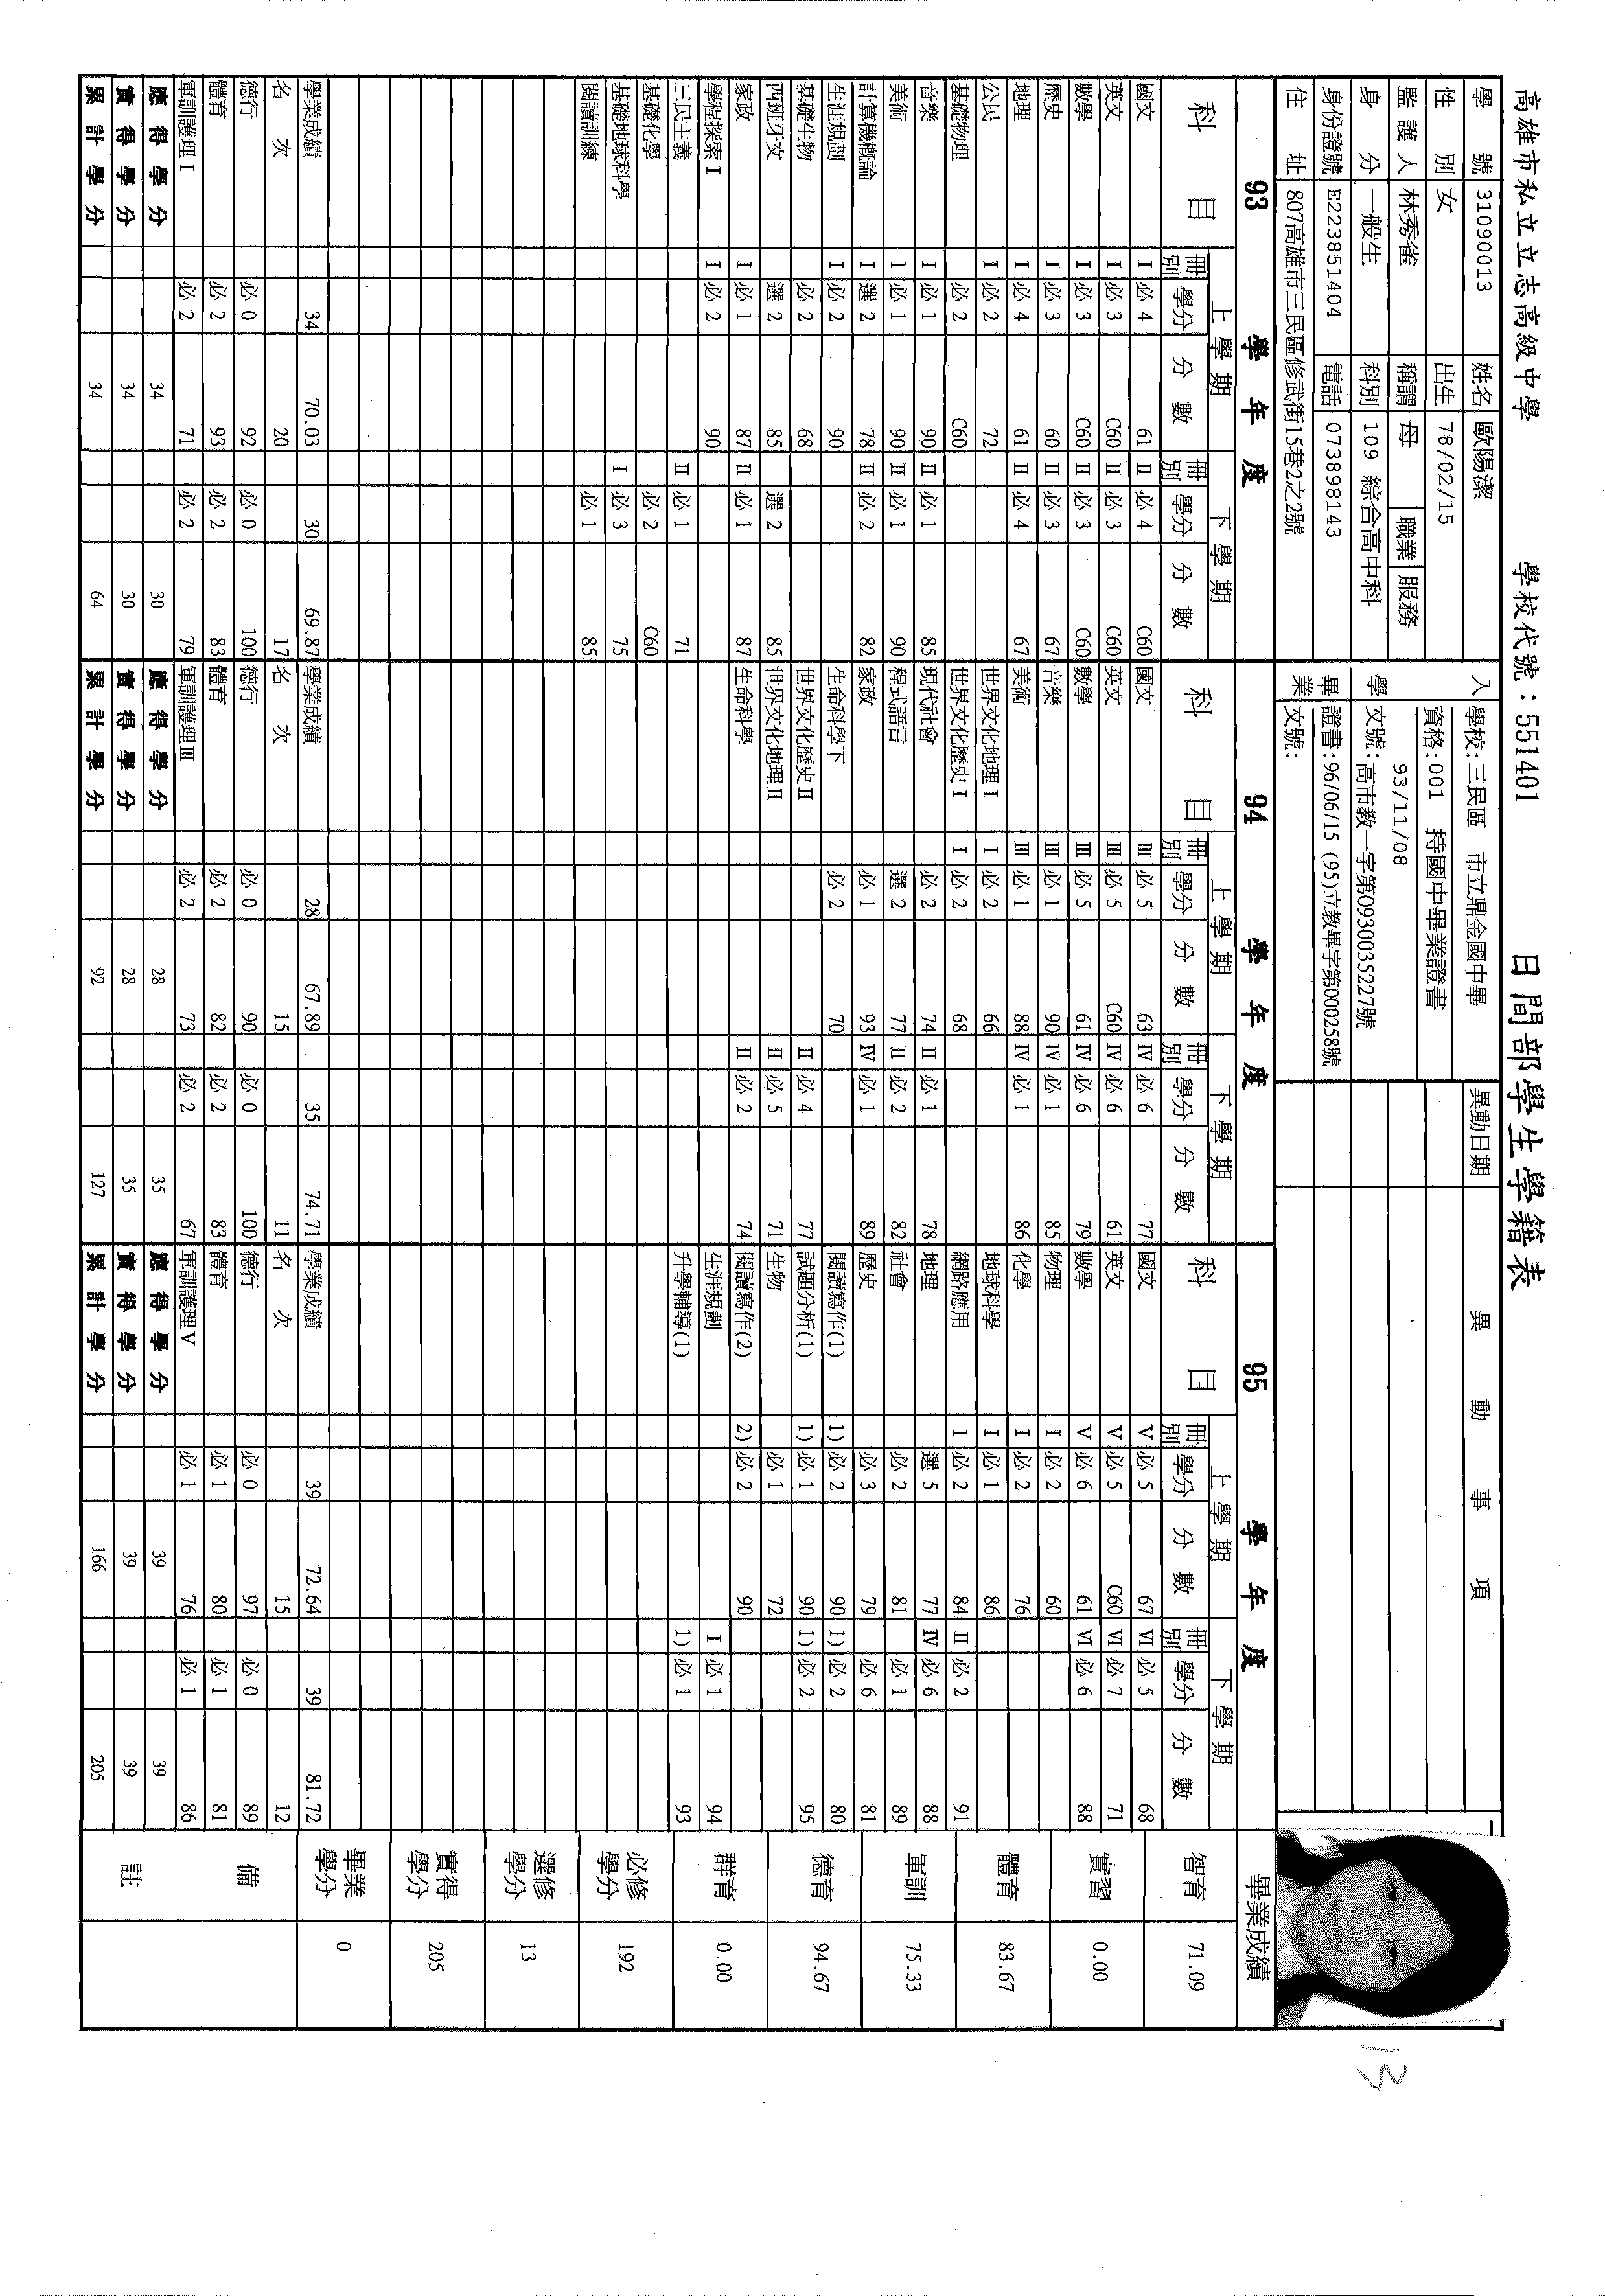 高雄市私立立志高級中學 學校代號：551401 日間部學生學籍表
學號 31090013 姓名 歐陽潔
性別 女 出生 78/02/15
監護人 林秀雀 稱謂 母 職業 服務
身分 一般生 科別 109 綜合高中科
身份證號 E223851404 電話 073898143
住址 807高雄市三民區修武街15巷2之2號
入學 學校:三民區 市立鼎金國中畢
資格:001 持國中畢業證書
93/11/08
文號:高市教一字第0930035227號
畢業 證書:96/06/15 (95)立教畢字第000258號
文號:
異動日期 異動事項
93 學年度
科目 上學期 冊別 學分 分數 下學期 冊別 學分 分數
國文 I 必 4 61 II 必 4 C60
英文 I 必 3 C60 II 必 3 C60
數學 I 必 3 C60 II 必 3 C60
歷史 I 必 3 60 II 必 3 67
地理 I 必 4 61 II 必 4 67
公民 I 必 2 72
基礎物理 必 2 C60
音樂 I 必 1 90 II 必 1 85
美術 I 必 1 90 II 必 1 90
計算機概論 I 選 2 78 II 必 2 82
生涯規劃 I 必 2 90
基礎生物 必 2 68
西班牙文 選 2 85 選 2 85
家政 I 必 1 87 II 必 1 87
學程探索 I I 必 2 90
三民主義 II 必 1 71
基礎化學 必 2 C60
基礎地球科學 I 必 3 75
閱讀訓練 必 1 85
學業成績 34 70.03 30 69.87
名次 20 17
德行 必 0 92 必 0 100
體育 必 2 93 必 2 83
軍訓護理 I 必 2 71 必 2 79
應得學分 34 30
實得學分 34 30
累計學分 34 64
94 學年度
科目 上學期 冊別 學分 分數 下學期 冊別 學分 分數
國文 III 必 5 63 IV 必 6 77
英文 III 必 5 C60 IV 必 6 61
數學 III 必 5 61 IV 必 6 79
音樂 III 必 1 90 IV 必 1 85
美術 III 必 1 88 IV 必 1 86
世界文化地理 I I 必 2 66
世界文化歷史 I I 必 2 68
現代社會 必 2 74 II 必 1 78
程式語言 選 2 77 II 必 2 82
家政 必 1 93 IV 必 1 89
生命科學下 必 2 70
世界文化歷史 II II 必 4 77
世界文化地理 II II 必 5 71
生命科學 II 必 2 74
學業成績 28 67.89 35 74.71
名次 15 11
德行 必 0 90 必 0 100
體育 必 2 82 必 2 83
軍訓護理 III 必 2 73 必 2 67
應得學分 28 35
實得學分 28 35
累計學分 92 127
95 學年度
科目 上學期 冊別 學分 分數 下學期 冊別 學分 分數
國文 V 必 5 67 VI 必 5 68
英文 V 必 5 C60 VI 必 7 71
數學 V 必 6 61 VI 必 6 88
物理 I 必 2 60
化學 I 必 2 76
地球科學 I 必 1 86
網路應用 I 必 2 84 II 必 2 91
地理 選 5 77 IV 必 6 88
社會 必 2 81 必 1 89
歷史 必 3 79 必 6 81
閱讀寫作(1) 1) 必 2 90 1) 必 2 80
試題分析(1) 1) 必 1 90 1) 必 2 95
生物 必 1 72
閱讀寫作(2) 2) 必 2 90
生涯規劃 I 必 1 94
升學輔導(1) 1) 必 1 93
學業成績 39 72.64 39 81.72
名次 15 12
德行 必 0 97 必 0 89
體育 必 1 80 必 1 81
軍訓護理 V 必 1 76 必 1 86
應得學分 39 39
實得學分 39 39
累計學分 166 205
畢業成績
智育 71.09
實習 0.00
體育 83.67
軍訓 75.33
德育 94.67
群育 0.00
必修學分 192
選修學分 13
實得學分 205
畢業學分 0
備註
13